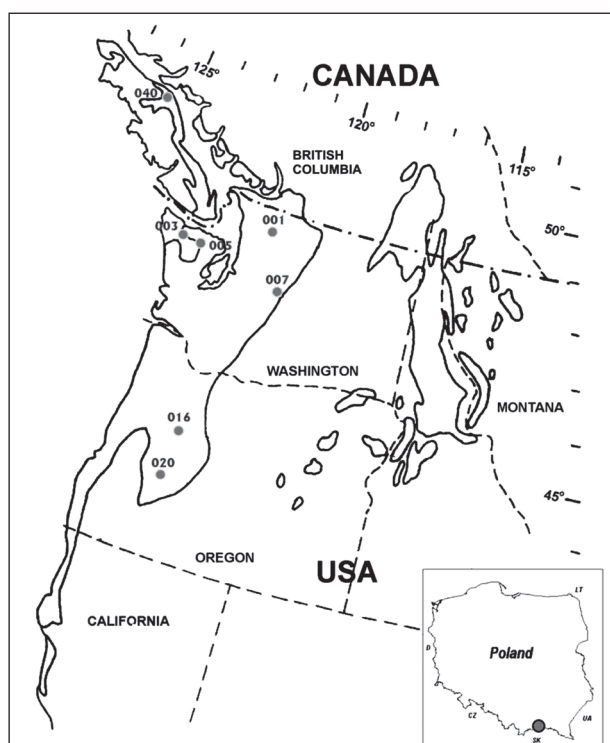 125°
CANADA
040
120°
115°
BRITISH
COLUMBIA
001
50°
003
005
007
WASHINGTON
MONTANA
016
020
45°
OREGON
USA
CALIFORNIA
LT
D
Poland
CZ
UA
SK